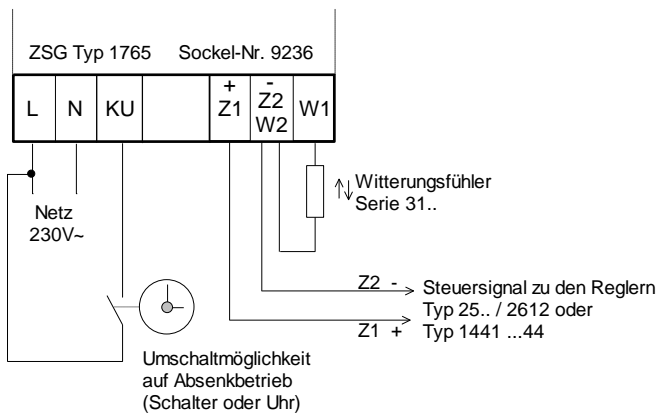 ZSG Typ 1765 Sockel-Nr. 9236
+ -
L N KU Z1 Z2 W2 W1
Witterungsfühler
Serie 31..
Netz
230V~
Z2 -
Steuersignal zu den Reglern
Typ 25.. / 2612 oder
Z1 +
Typ 1441 ...44
Umschaltmöglichkeit
auf Absenkbetrieb
(Schalter oder Uhr)